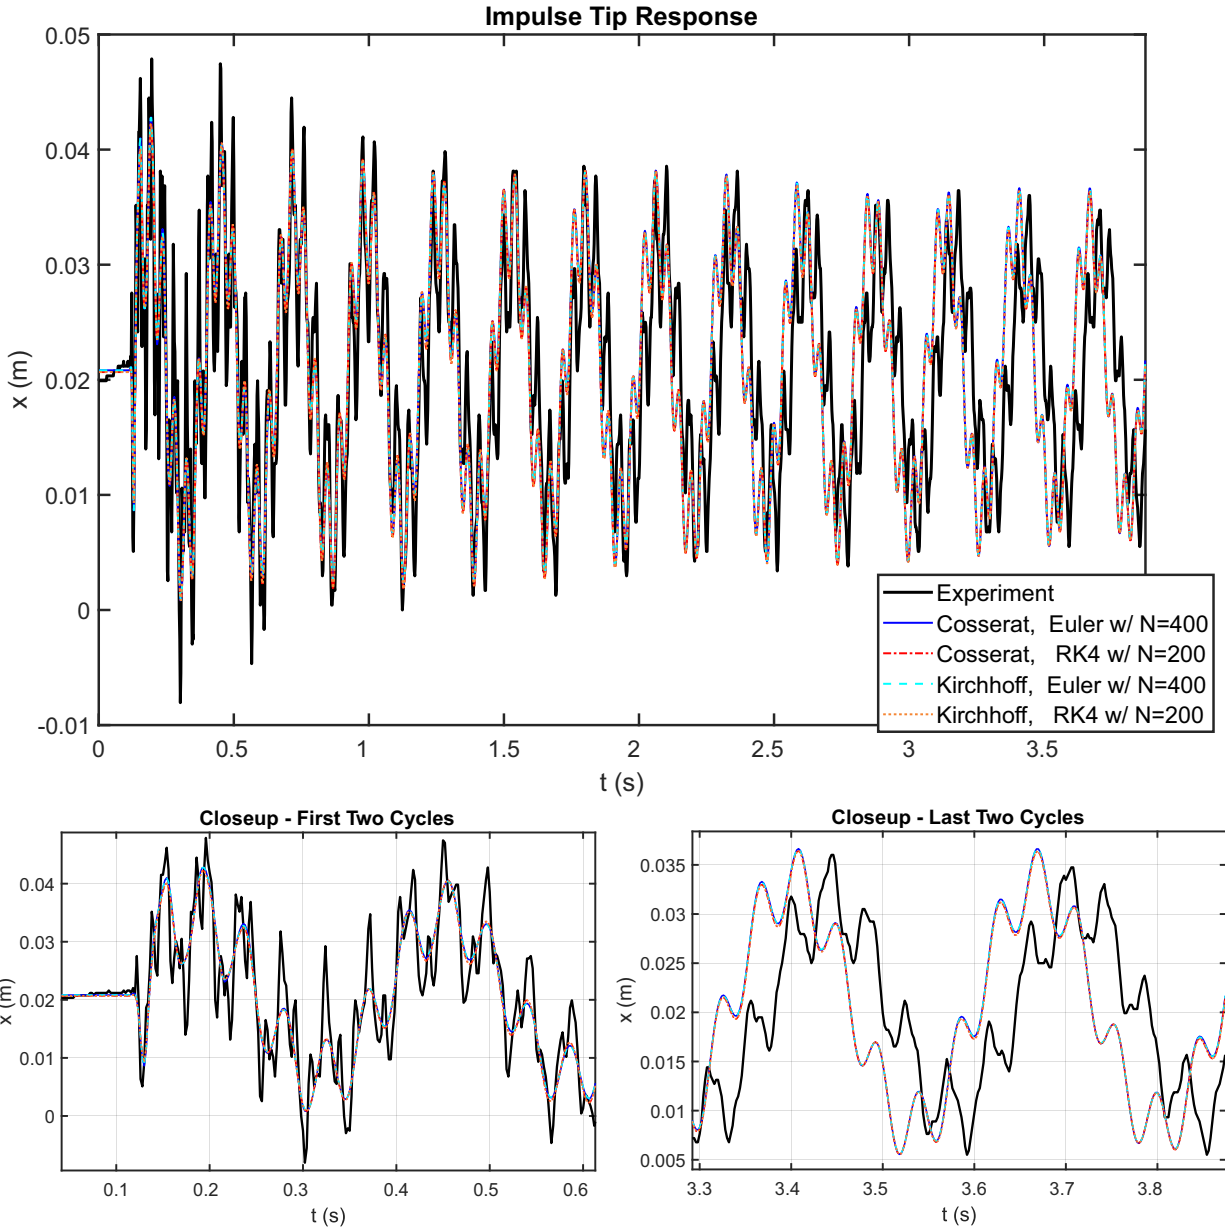 Impulse Tip Response
0.05
0.04
0.03
0.02
0.01
0
-0.01
x (m)
0 0.5 1 1.5 2 2.5 3 3.5
t (s)
Experiment
Cosserat, Euler w/ N=400
Cosserat, RK4 w/ N=200
Kirchhoff, Euler w/ N=400
Kirchhoff, RK4 w/ N=200
Closeup - First Two Cycles
0.04
0.03
0.02
0.01
0
x (m)
0.1 0.2 0.3 0.4 0.5 0.6
t (s)
Closeup - Last Two Cycles
0.035
0.03
0.025
0.02
0.015
0.01
0.005
x (m)
3.3 3.4 3.5 3.6 3.7 3.8
t (s)